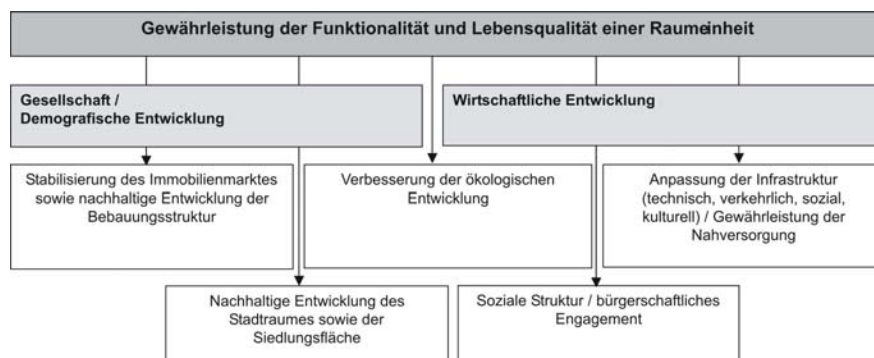 Gewährleistung der Funktionalität und Lebensqualität einer Raumeinheit
Gesellschaft /
Demografische Entwicklung
Wirtschaftliche Entwicklung
Stabilisierung des Immobilienmarktes
sowie nachhaltige Entwicklung der
Bebauungsstruktur
Verbesserung der ökologischen
Entwicklung
Anpassung der Infrastruktur
(technisch, verkehrlich, sozial,
kulturell) / Gewährleistung der
Nahversorgung
Nachhaltige Entwicklung des
Stadtraumes sowie der
Siedlungsfläche
Soziale Struktur / bürgerschaftliches
Engagement